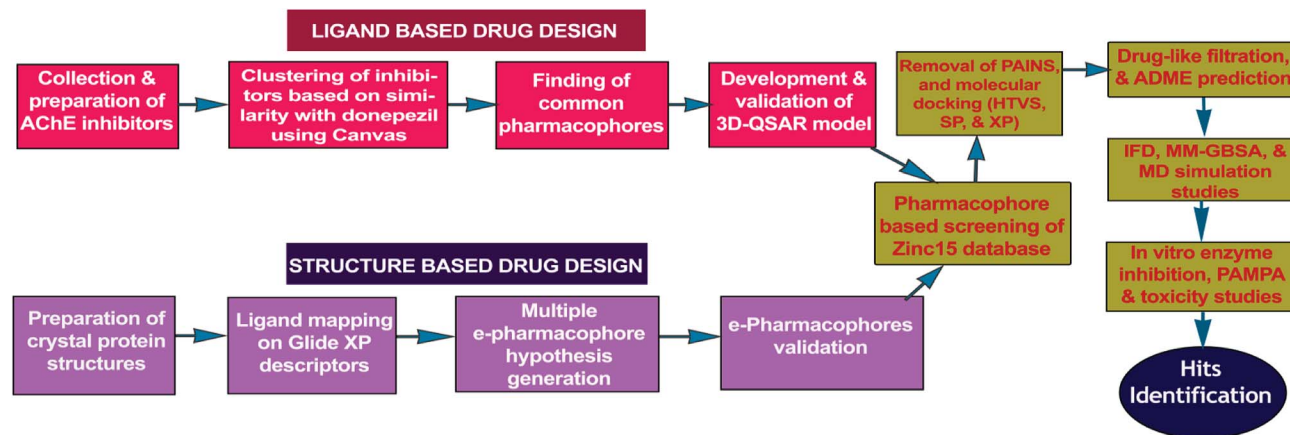 LIGAND BASED DRUG DESIGN
Collection &
preparation of
AChE inhibitors
Clustering of inhibi-
tors based on simi-
larity with donepezil
using Canvas
Finding of
common
pharmacophores
Development &
validation of
3D-QSAR model
Removal of PAINS,
and molecular
docking (HTVS,
SP, & XP)
Drug-like filtration,
& ADME prediction
IFD, MM-GBSA, &
MD simulation
studies
Pharmacophore
based screening of
Zinc15 database
In vitro enzyme
inhibition, PAMPA
& toxicity studies
Hits
Identification
STRUCTURE BASED DRUG DESIGN
Preparation of
crystal protein
structures
Ligand mapping
on Glide XP
descriptors
Multiple
e-pharmacophore
hypothesis
generation
e-Pharmacophores
validation